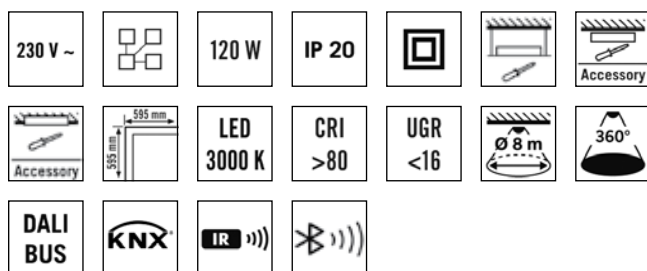 230 V ~
120 W
IP 20
Accessory
Accessory
595 mm
595 mm
LED
3000 K
CRI
>80
UGR
<16
Ø 8 m
360°
DALI
BUS
KNX®
IR